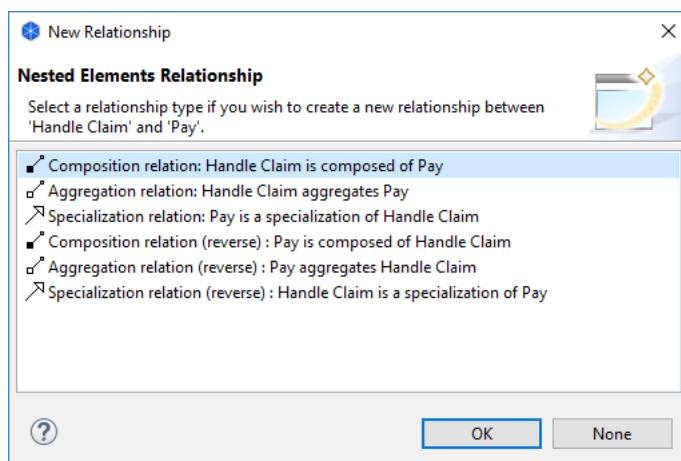 New Relationship
Nested Elements Relationship
Select a relationship type if you wish to create a new relationship between
'Handle Claim' and 'Pay'.
Composition relation: Handle Claim is composed of Pay
Aggregation relation: Handle Claim aggregates Pay
Specialization relation: Pay is a specialization of Handle Claim
Composition relation (reverse) : Pay is composed of Handle Claim
Aggregation relation (reverse) : Pay aggregates Handle Claim
Specialization relation (reverse) : Handle Claim is a specialization of Pay
?
OK
None